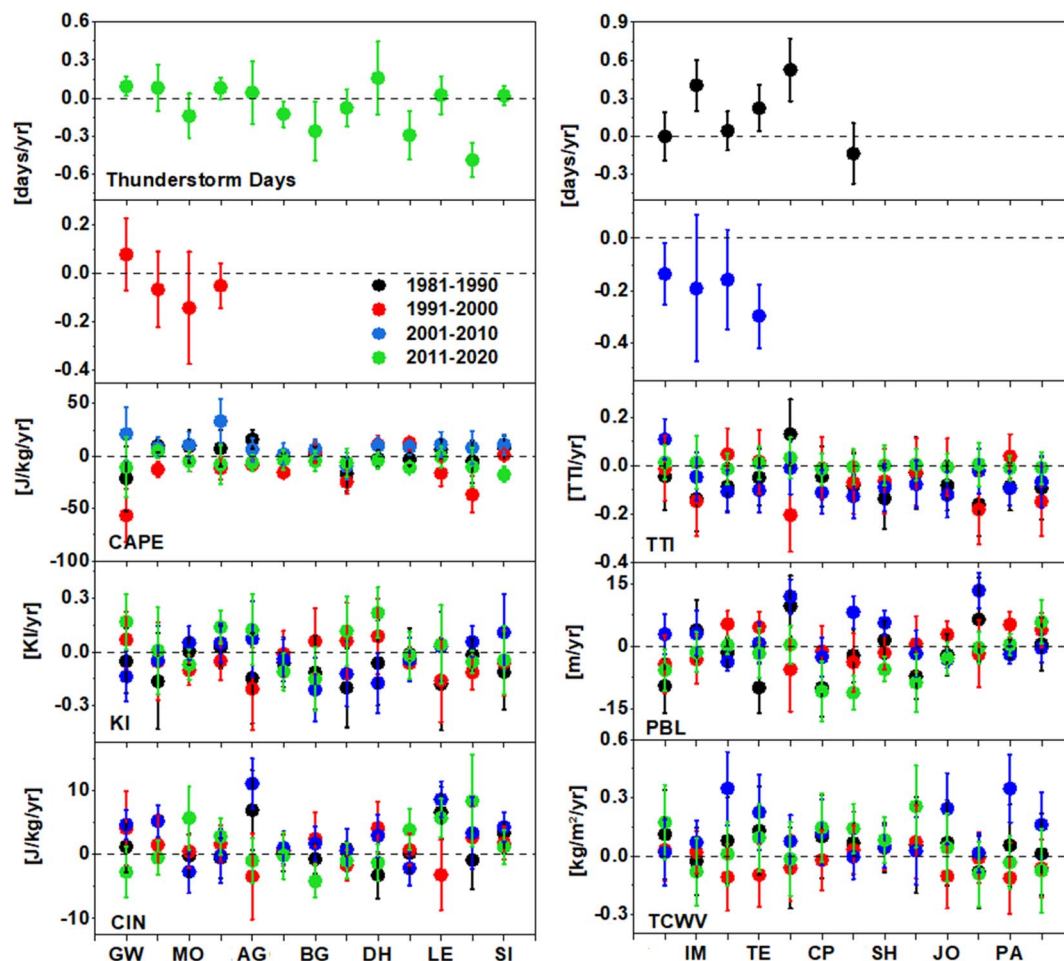 0.6
0.3
0.0
-0.3
-0.6
[days/yr]
Thunderstorm Days
0.2
0.0
-0.2
-0.4
1981-1990
1991-2000
2001-2010
2011-2020
50
0
-50
-100
[J/kg/yr]
CAPE
0.3
0.0
-0.3
[KI/yr]
KI
10
0
-10
[J/kg/yr]
CIN
GW MO AG BG DH LE SI
0.6
0.3
0.0
-0.3
[days/yr]
0.0
-0.2
-0.4
0.2
0.0
-0.2
-0.4
[TTI/yr]
TTI
15
0
-15
[m/yr]
PBL
0.6
0.3
0.0
-0.3
[kg/m²/yr]
TCWV
IM TE CP SH JO PA